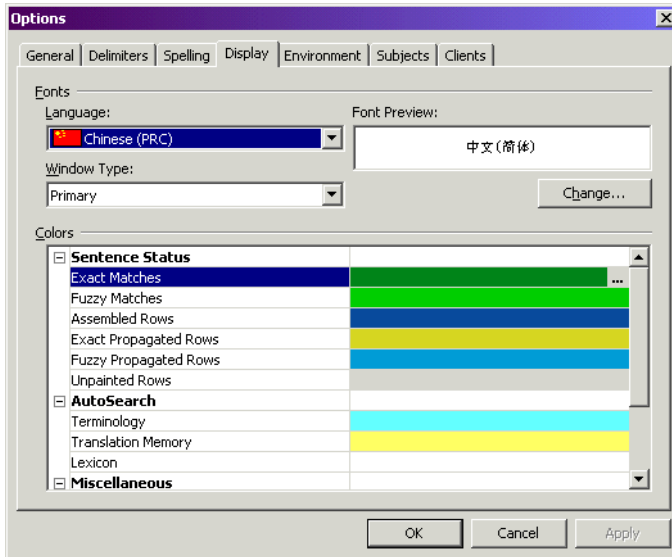 Options
General Delimiters Spelling Display Environment Subjects Clients
Fonts
Language: Font Preview:
Chinese (PRC) 中文(简体)
Window Type:
Primary Change...
Colors
Sentence Status
Exact Matches ...
Fuzzy Matches
Assembled Rows
Exact Propagated Rows
Fuzzy Propagated Rows
Unpainted Rows
AutoSearch
Terminology
Translation Memory
Lexicon
Miscellaneous
OK Cancel Apply